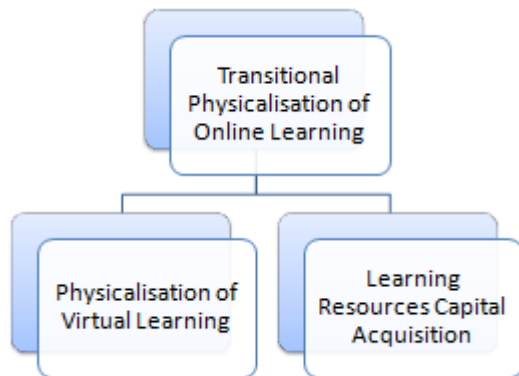 Transitional
Physicalisation of
Online Learning
Physicalisation of
Virtual Learning
Learning
Resources Capital
Acquisition